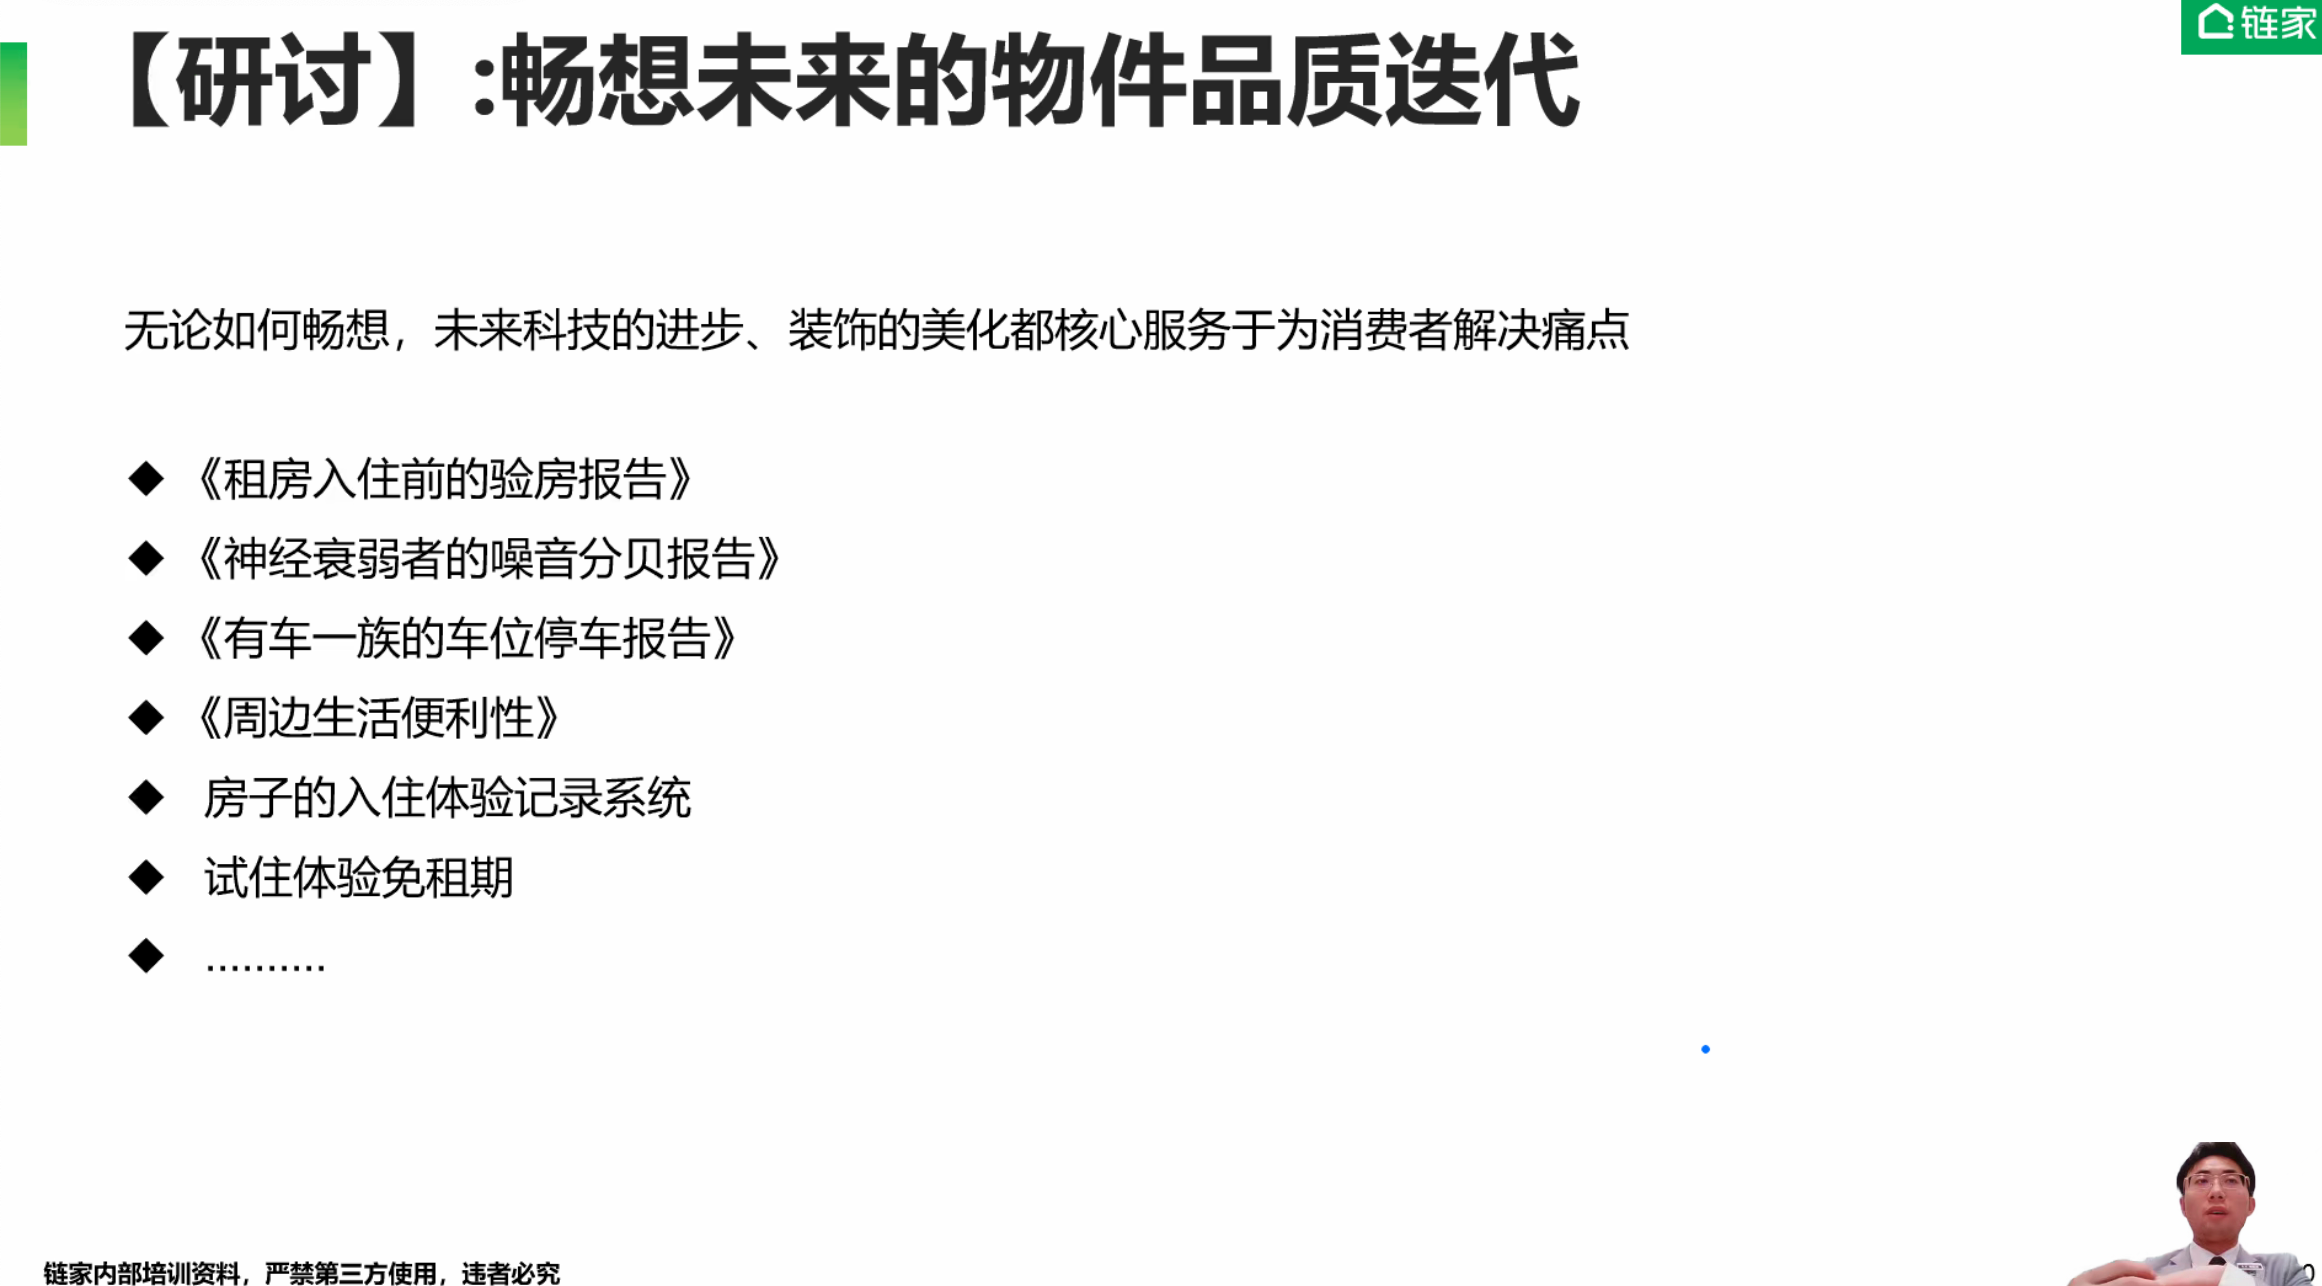 链家
【研讨】:畅想未来的物件品质迭代
无论如何畅想，未来科技的进步、装饰的美化都核心服务于为消费者解决痛点
◆ 《租房入住前的验房报告》
◆ 《神经衰弱者的噪音分贝报告》
◆ 《有车一族的车位停车报告》
◆ 《周边生活便利性》
◆ 房子的入住体验记录系统
◆ 试住体验免租期
◆ ..........
链家内部培训资料，严禁第三方使用，违者必究